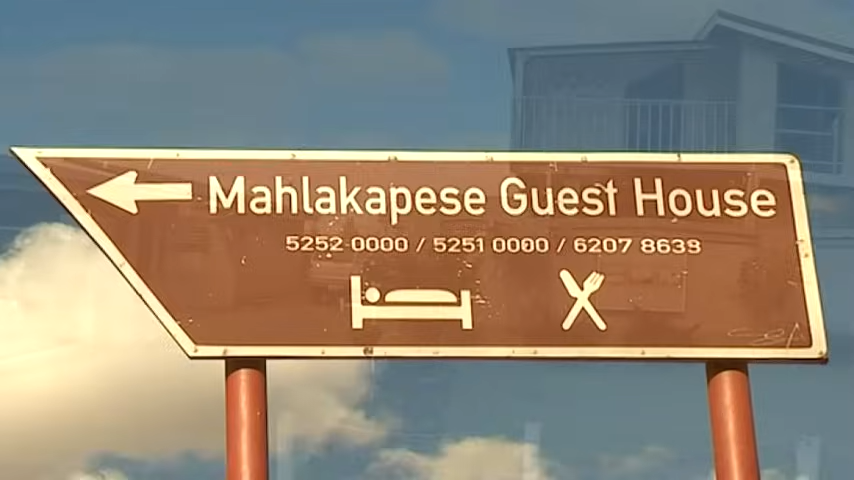 Mahlakapese Guest House
5252 0000 / 5251 0000 / 6207 8638